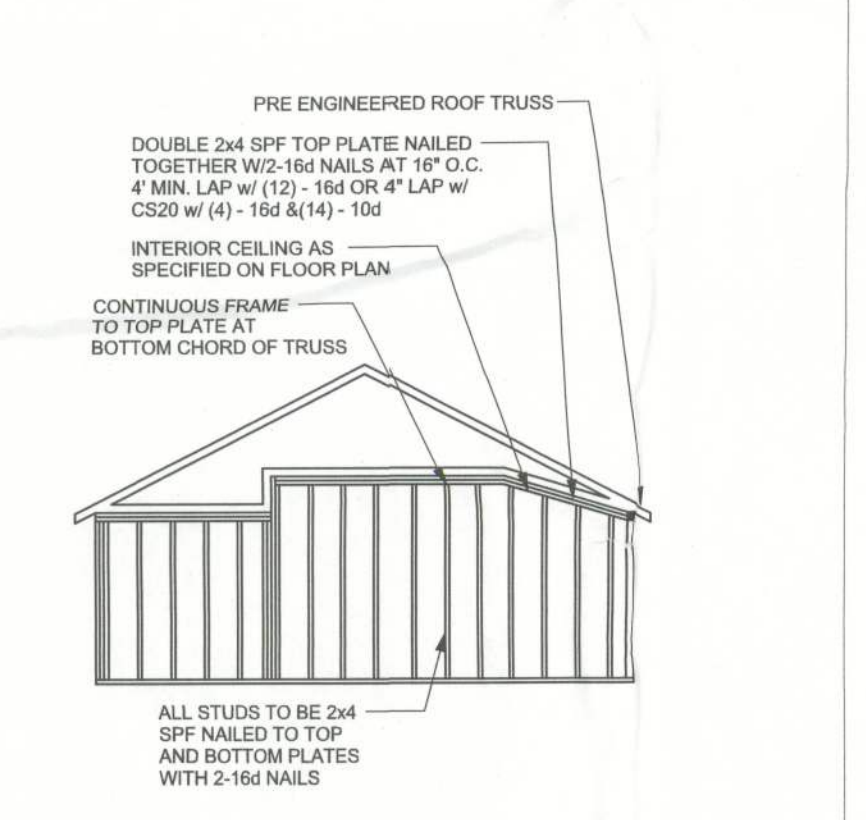 PRE ENGINEERED ROOF TRUSS
DOUBLE 2x4 SPF TOP PLATE NAILED
TOGETHER W/2-16d NAILS AT 16" O.C.
4' MIN. LAP w/ (12) - 16d OR 4" LAP w/
CS20 w/ (4) - 16d &(14) - 10d
INTERIOR CEILING AS
SPECIFIED ON FLOOR PLAN
CONTINUOUS FRAME
TO TOP PLATE AT
BOTTOM CHORD OF TRUSS
ALL STUDS TO BE 2x4
SPF NAILED TO TOP
AND BOTTOM PLATES
WITH 2-16d NAILS